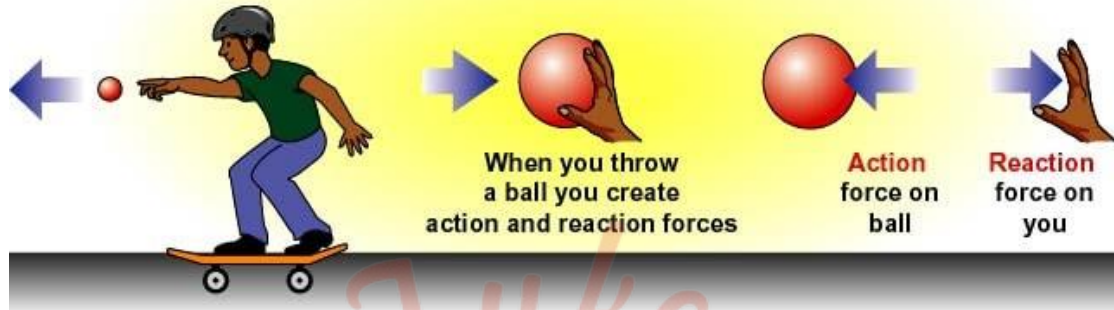 When you throw
a ball you create
action and reaction forces
Action
force on
ball
Reaction
force on
you